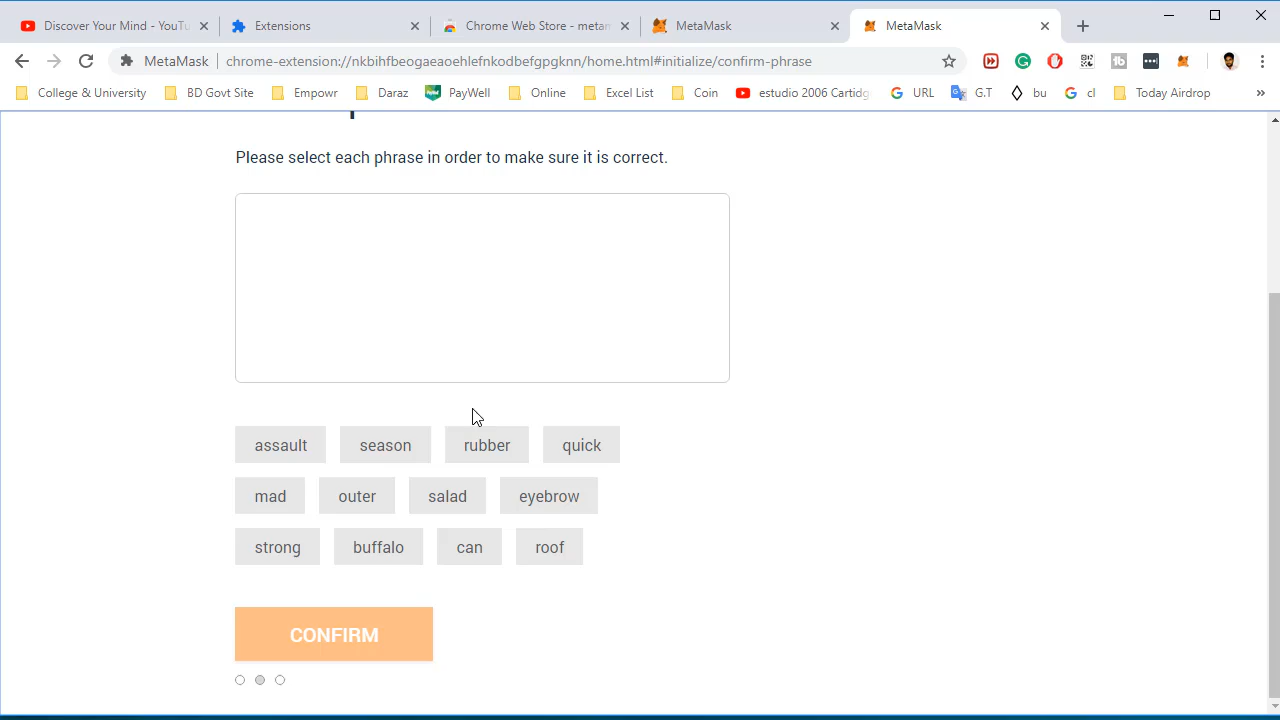 Discover Your Mind - YouTu
Extensions
Chrome Web Store - metam
MetaMask
MetaMask
MetaMask
chrome-extension://nkbihfbeogaeaoehlefnkodbefgpgknn/home.html#initialize/confirm-phrase
College & University BD Govt Site Empowr Daraz PayWell Online Excel List Coin estudio 2006 Cartidg URL G.T bu cl Today Airdrop
Please select each phrase in order to make sure it is correct.
assault season rubber quick
mad outer salad eyebrow
strong buffalo can roof
CONFIRM